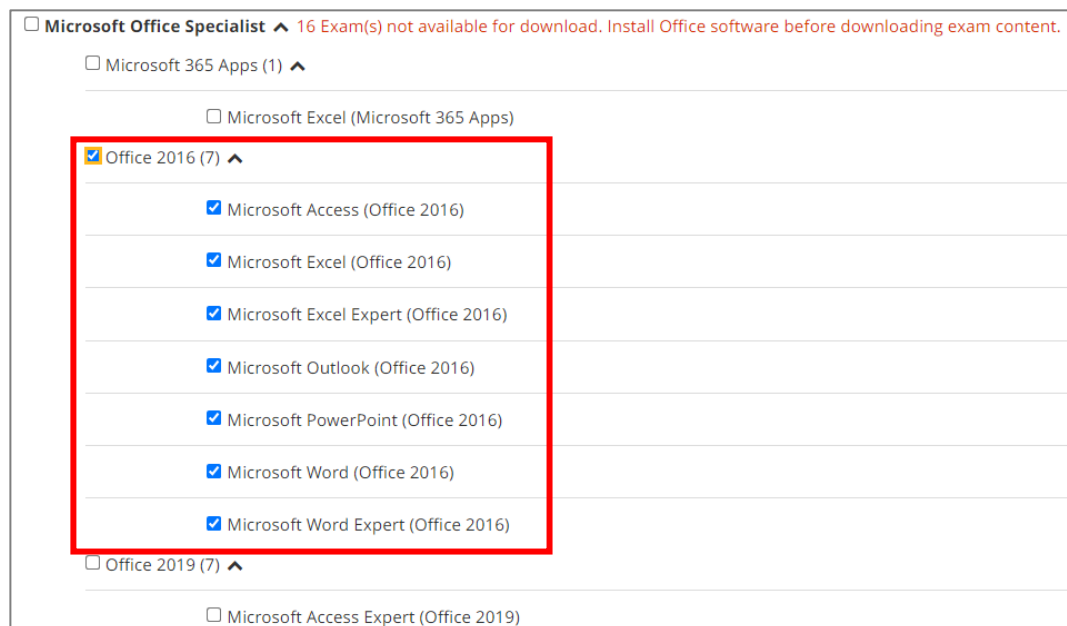 Microsoft Office Specialist 16 Exam(s) not available for download. Install Office software before downloading exam content.
Microsoft 365 Apps (1)
Microsoft Excel (Microsoft 365 Apps)
Office 2016 (7)
Microsoft Access (Office 2016)
Microsoft Excel (Office 2016)
Microsoft Excel Expert (Office 2016)
Microsoft Outlook (Office 2016)
Microsoft PowerPoint (Office 2016)
Microsoft Word (Office 2016)
Microsoft Word Expert (Office 2016)
Office 2019 (7)
Microsoft Access Expert (Office 2019)